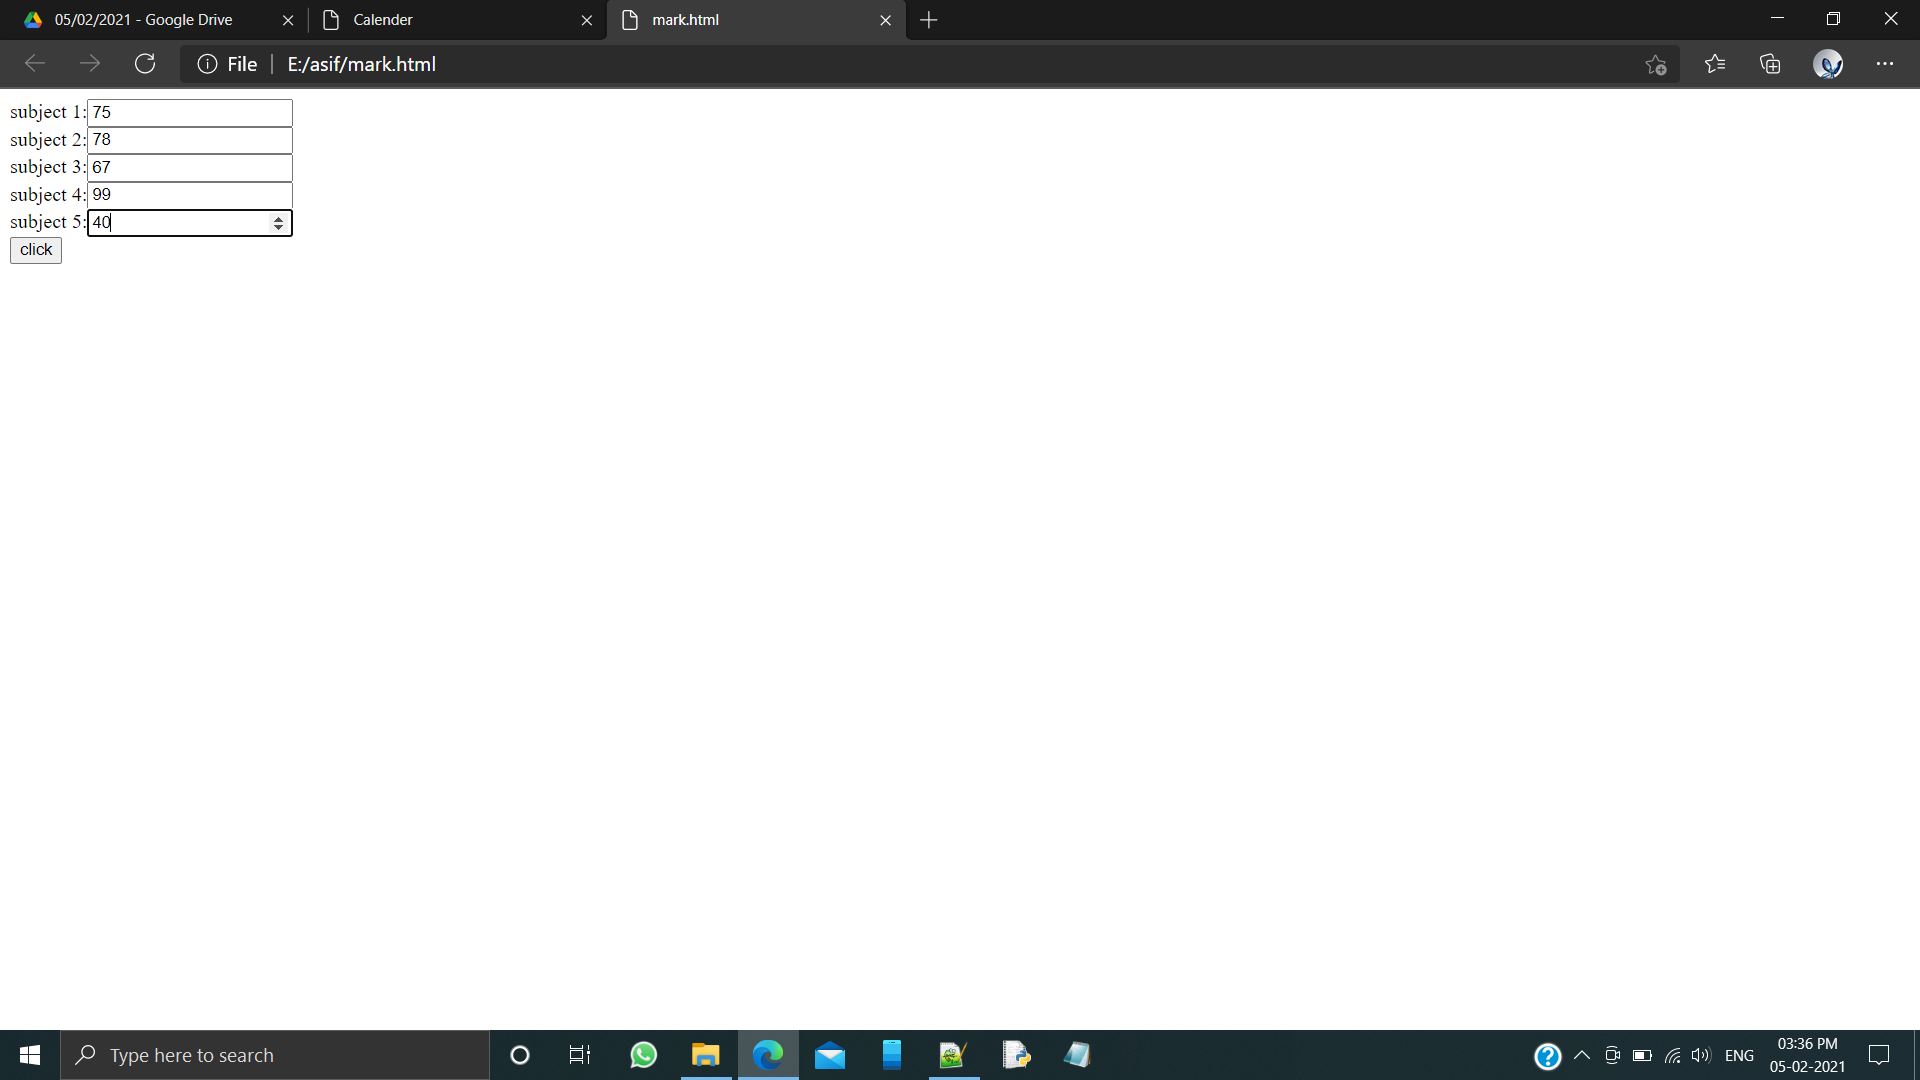 05/02/2021 - Google Drive
Calender
mark.html
File
E:/asif/mark.html
subject 1: 75
subject 2: 78
subject 3: 67
subject 4: 99
subject 5: 40
click
Type here to search
ENG
03:36 PM
05-02-2021